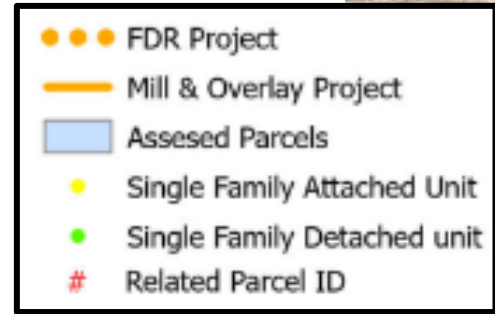 FDR Project
Mill & Overlay Project
Assesed Parcels
Single Family Attached Unit
Single Family Detached unit
# Related Parcel ID